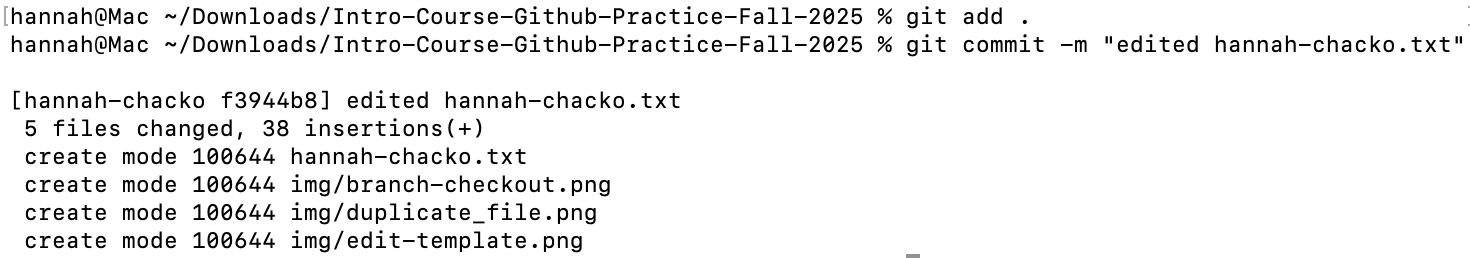 [hannah@Mac ~/Downloads/Intro-Course-Github-Practice-Fall-2025 % git add .
hannah@Mac ~/Downloads/Intro-Course-Github-Practice-Fall-2025 % git commit -m "edited hannah-chacko.txt"
[hannah-chacko f3944b8] edited hannah-chacko.txt
5 files changed, 38 insertions(+)
create mode 100644 hannah-chacko.txt
create mode 100644 img/branch-checkout.png
create mode 100644 img/duplicate_file.png
create mode 100644 img/edit-template.png